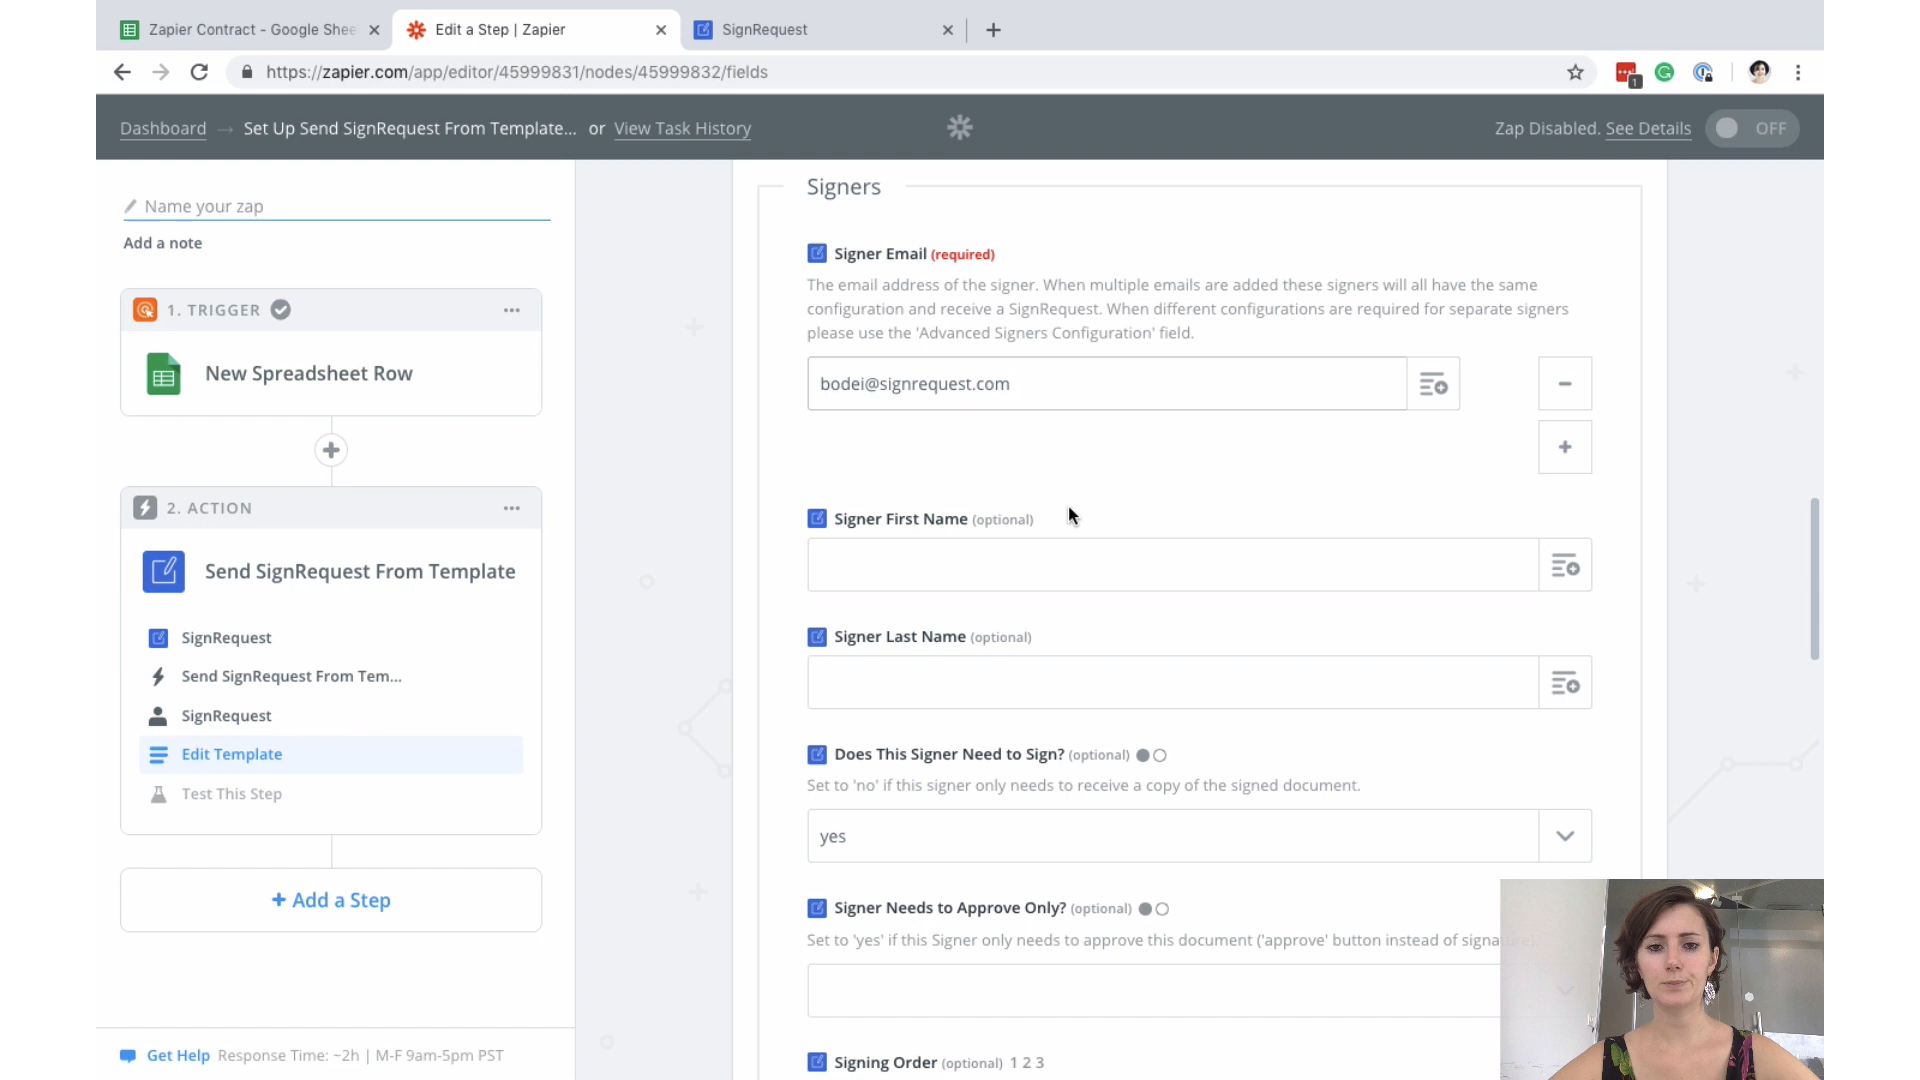 Zapier Contract - Google Shee
Edit a Step | Zapier
SignRequest
https://zapier.com/app/editor/45999831/nodes/45999832/fields
1
Dashboard → Set Up Send SignRequest From Template... or View Task History
Zap Disabled. See Details
OFF
Name your zap
Add a note
1. TRIGGER
New Spreadsheet Row
2. ACTION
Send SignRequest From Template
SignRequest
Send SignRequest From Tem...
SignRequest
Edit Template
Test This Step
+ Add a Step
Get Help Response Time: ~2h | M-F 9am-5pm PST
Signers
Signer Email (required)
The email address of the signer. When multiple emails are added these signers will all have the same
configuration and receive a SignRequest. When different configurations are required for separate signers
please use the 'Advanced Signers Configuration' field.
bodei@signrequest.com
Signer First Name (optional)
Signer Last Name (optional)
Does This Signer Need to Sign? (optional)
Set to 'no' if this signer only needs to receive a copy of the signed document.
yes
Signer Needs to Approve Only? (optional)
Set to 'yes' if this Signer only needs to approve this document ('approve' button instead of
Signing Order (optional) 1 2 3